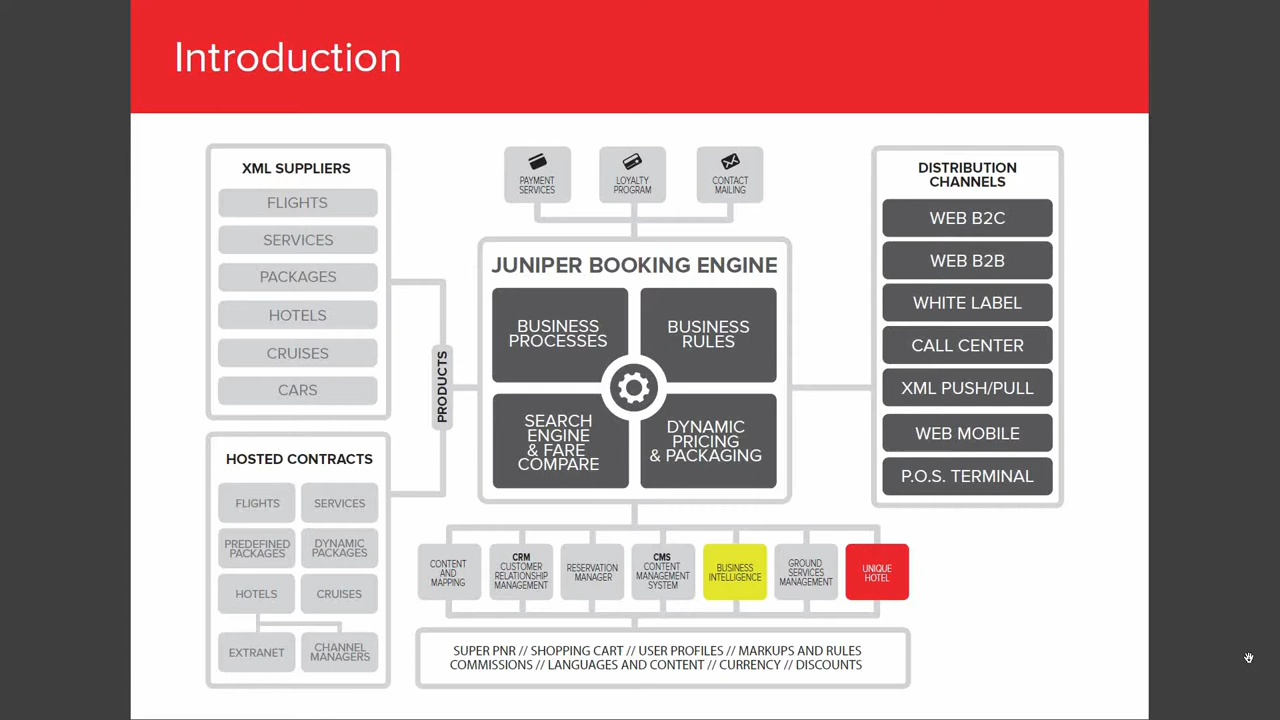 Introduction
XML SUPPLIERS
FLIGHTS
SERVICES
PACKAGES
HOTELS
CRUISES
CARS
HOSTED CONTRACTS
FLIGHTS
SERVICES
PREDEFINED
PACKAGES
DYNAMIC
PACKAGES
HOTELS
CRUISES
EXTRANET
CHANNEL
MANAGERS
PRODUCTS
PAYMENT
SERVICES
LOYALTY
PROGRAM
CONTACT
MAILING
JUNIPER BOOKING ENGINE
BUSINESS
PROCESSES
BUSINESS
RULES
SEARCH
ENGINE
& FARE
COMPARE
DYNAMIC
PRICING
& PACKAGING
CONTENT
AND
MAPPING
CRM
CUSTOMER
RELATIONSHIP
MANAGEMENT
RESERVATION
MANAGER
CMS
CONTENT
MANAGEMENT
SYSTEM
BUSINESS
INTELLIGENCE
GROUND
SERVICES
MANAGEMENT
UNIQUE
HOTEL
SUPER PNR // SHOPPING CART // USER PROFILES // MARKUPS AND RULES
COMMISSIONS // LANGUAGES AND CONTENT // CURRENCY // DISCOUNTS
DISTRIBUTION
CHANNELS
WEB B2C
WEB B2B
WHITE LABEL
CALL CENTER
XML PUSH/PULL
WEB MOBILE
P.O.S. TERMINAL